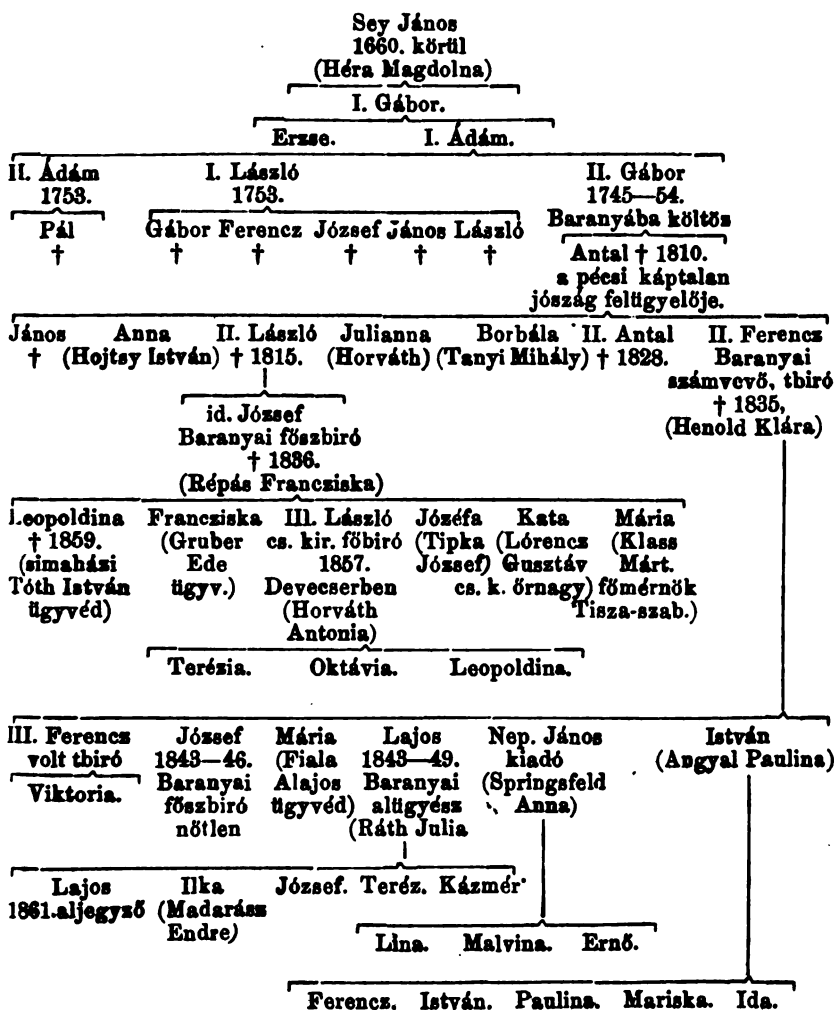 Sey János
1660. körül
(Héra Magdolna)
I. Gábor.
Erzse. I. Ádám.
II. Ádám I. László II. Gábor
1753. 1753. 1745—54.
Baranyába költöz
Pál Gábor Ferencz József János László
† † † † † †
Antal † 1810.
a pécsi káptalan
jószág felügyelője.
János Anna II. László Julianna Borbála II. Antal II. Ferencz
† (Hojtsy István) † 1815. (Horváth) (Tanyi Mihály) † 1828. Baranyai
számvevő, tbiró
† 1835,
(Henold Klára)
id. József
Baranyai főszbiró
† 1836.
(Répás Francziska)
Leopoldina Francziska III. László Józéfa Kata Mária
† 1859. (Gruber cs. kir. főbiró (Tipka (Lórencz (Klass
(simaházi Ede 1857. József) Gusztáv Márt.
Tóth István ügyv.) Devecserben cs. k. őrnagy) főmérnök
ügyvéd) (Horváth Tisza-szab.)
Antonia)
Terézia. Oktávia. Leopoldina.
III. Ferencz József Mária Lajos Nep. János István
volt tbiró 1843—46. (Fiala 1843—49. kiadó (Angyal Paulina)
Viktoria. Baranyai Alajos Baranyai (Springsfeld
főszbiró ügyvéd) alügyész Anna)
nőtlen (Ráth Julia
Lajos Ilka József. Teréz. Kázmér
1861.aljegyző (Madarász
Endre)
Lina. Malvina. Ernő.
Ferencz. István. Paulina. Mariska. Ida.